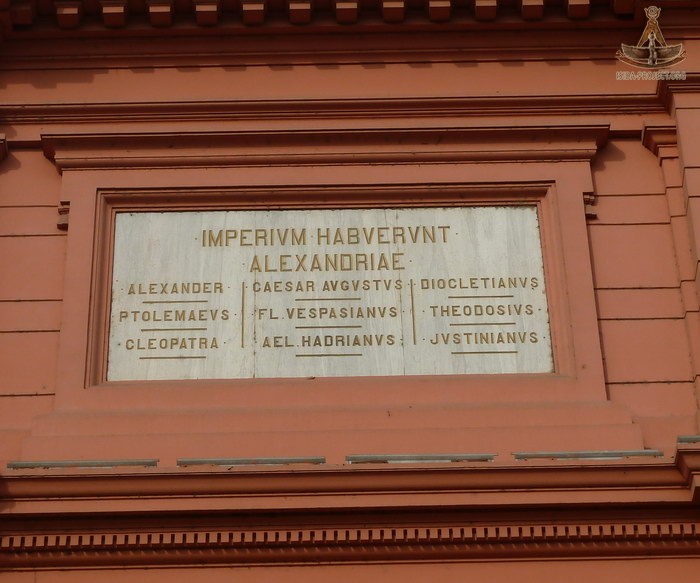 IMPERIVM HABVERVNT
ALEXANDRIAE
ALEXANDER
PTOLEMAEVS
CLEOPATRA
CAESAR AVGVSTVS
FL. VESPASIANVS
AEL. HADRIANVS
DIOCLETIANVS
THEODOSIVS
JVSTINIANVS